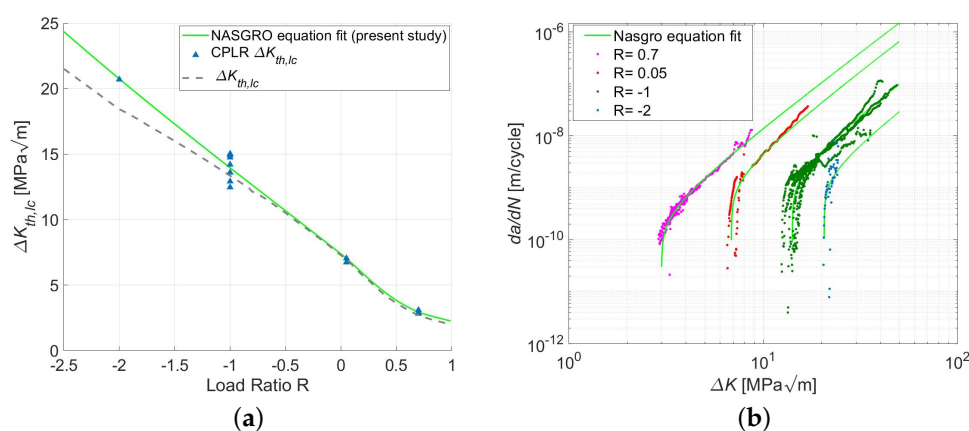 25
20
15
10
5
0
-2.5 -2 -1.5 -1 -0.5 0 0.5 1
Load Ratio R
ΔK_th,lc [MPa√m]
NASGRO equation fit (present study)
CPLR ΔK_th,lc
ΔK_th,lc
(a)
10^-6
10^-8
10^-10
10^-12
10^0 10^1 10^2
ΔK [MPa√m]
da/dN [m/cycle]
Nasgro equation fit
R= 0.7
R= 0.05
R= -1
R= -2
(b)